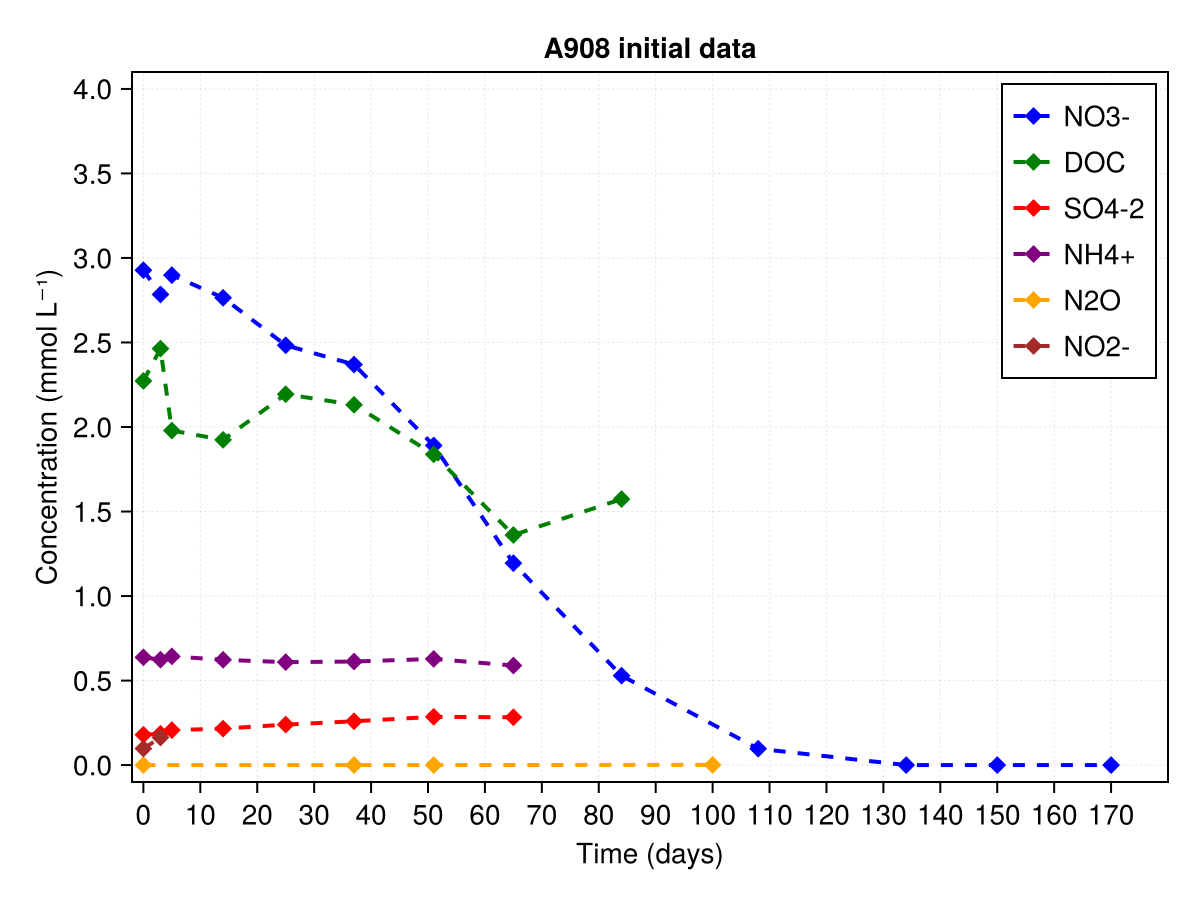 A908 initial data
4.0
3.5
3.0
2.5
2.0
1.5
1.0
0.5
0.0
Concentration (mmol L⁻¹)
NO3-
DOC
SO4-2
NH4+
N2O
NO2-
0 10 20 30 40 50 60 70 80 90 100 110 120 130 140 150 160 170
Time (days)